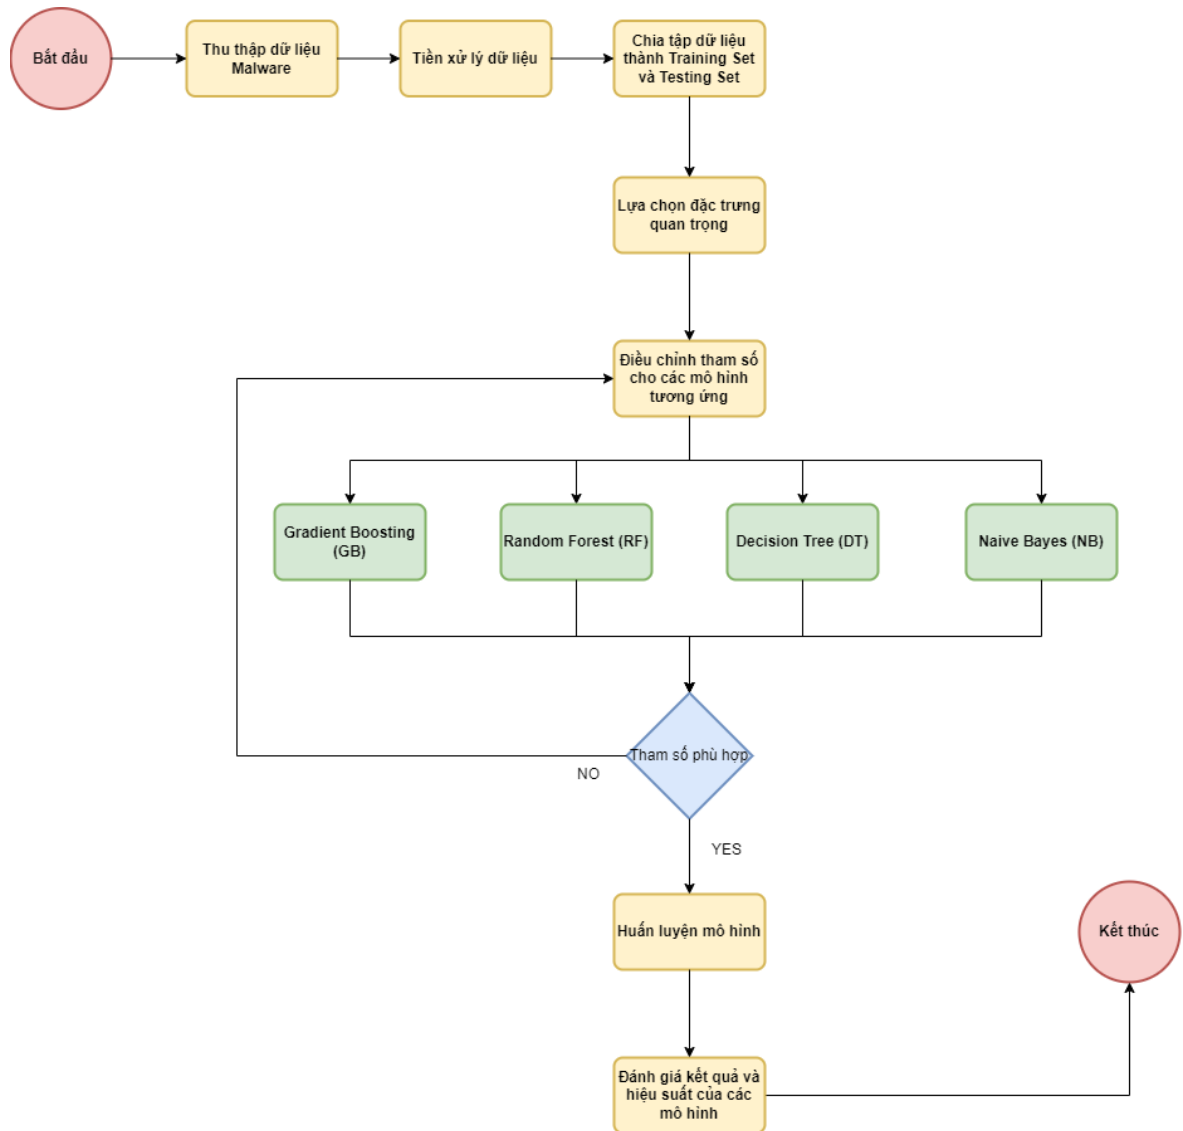 Bắt đầu
Thu thập dữ liệu
Malware
Tiền xử lý dữ liệu
Chia tập dữ liệu
thành Training Set
và Testing Set
Lựa chọn đặc trưng
quan trọng
Điều chỉnh tham số
cho các mô hình
tương ứng
Gradient Boosting
(GB)
Random Forest (RF)
Decision Tree (DT)
Naive Bayes (NB)
Tham số phù hợp
NO
YES
Huấn luyện mô hình
Kết thúc
Đánh giá kết quả và
hiệu suất của các
mô hình